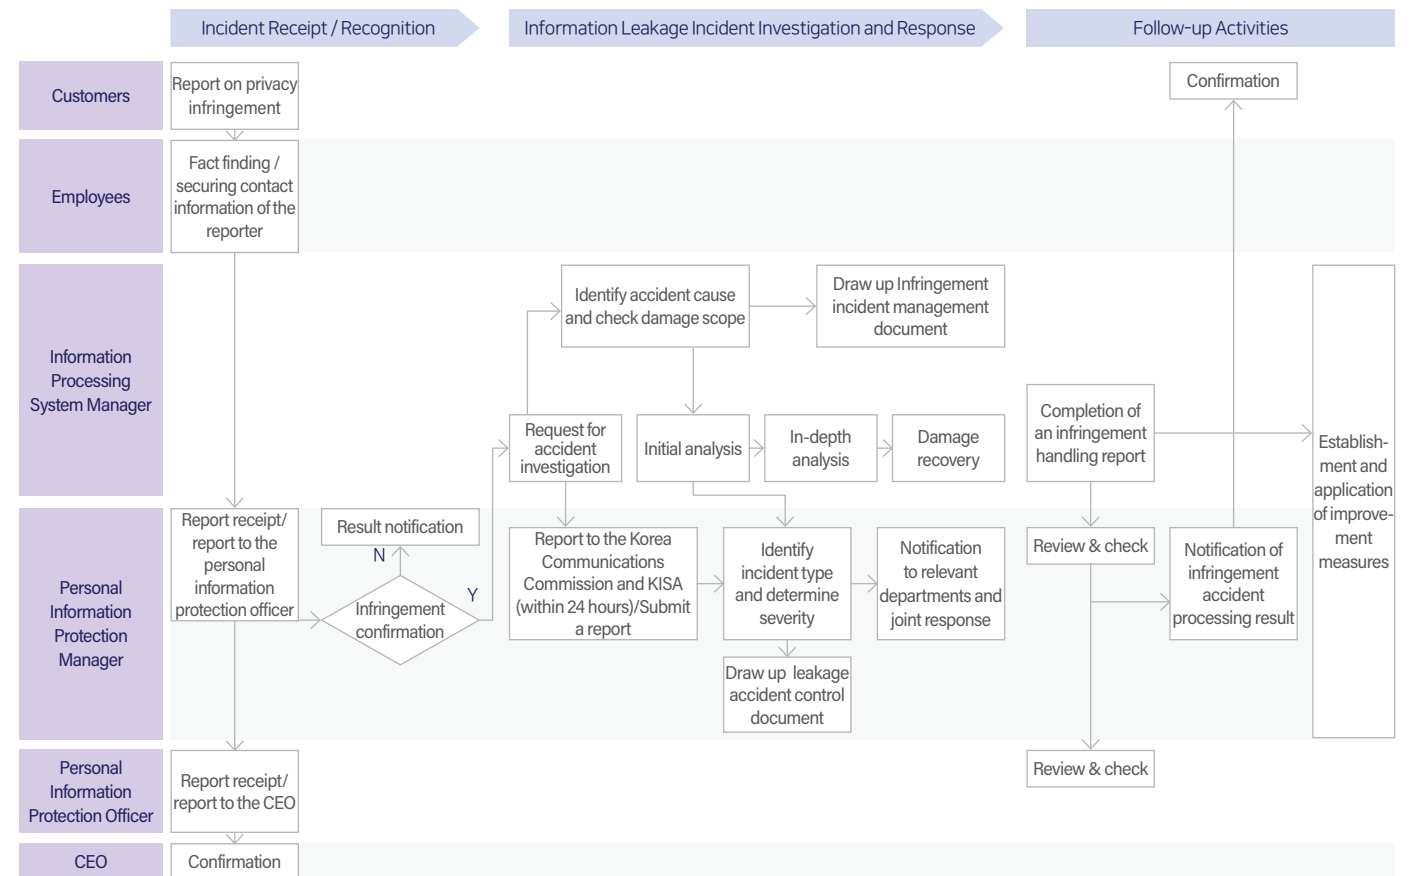 Incident Receipt / Recognition
Information Leakage Incident Investigation and Response
Follow-up Activities
Customers
Report on privacy
infringement
Confirmation
Employees
Fact finding /
securing contact
information of the
reporter
Information
Processing
System Manager
Identify accident cause
and check damage scope
Draw up Infringement
incident management
document
Request for
accident
investigation
Initial analysis
In-depth
analysis
Damage
recovery
Completion of
an infringement
handling report
Establish-
ment and
application
of improve-
ment
measures
Personal
Information
Protection
Manager
Report receipt/
report to the
personal
information
protection officer
Result notification
N
Y
Infringement
confirmation
Report to the Korea
Communications
Commission and KISA
(within 24 hours)/Submit
a report
Identify
incident type
and determine
severity
Notification
to relevant
departments and
joint response
Draw up leakage
accident control
document
Review & check
Notification of
infringement
accident
processing result
Personal
Information
Protection Officer
Report receipt/
report to the CEO
Review & check
CEO
Confirmation